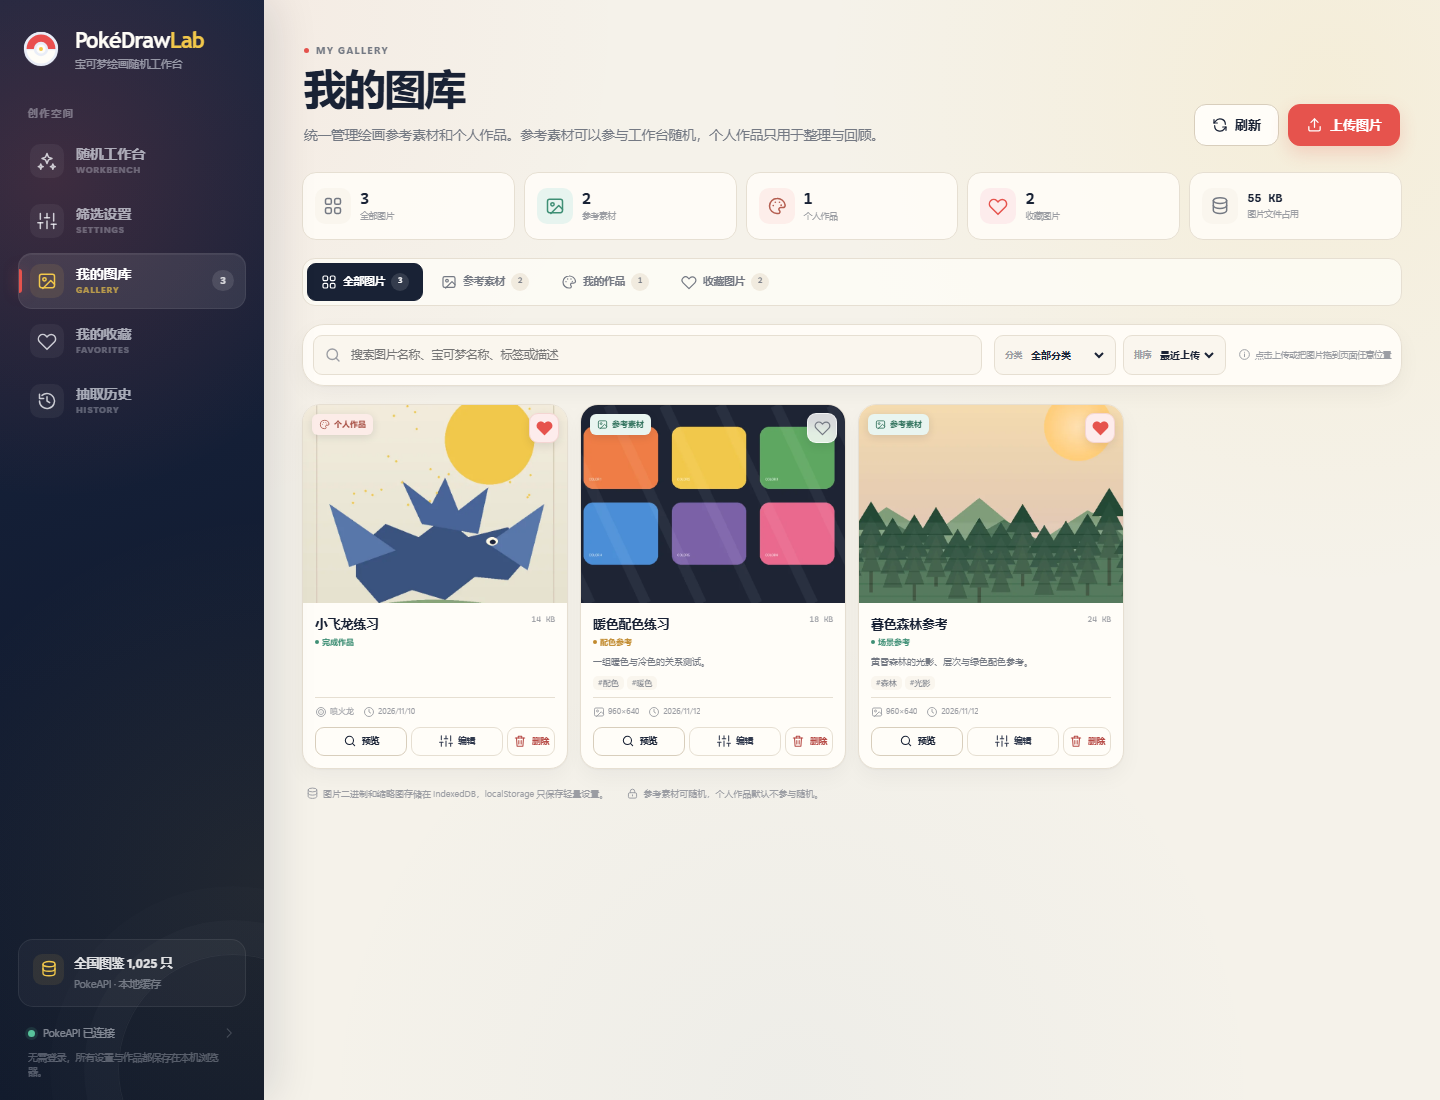 PokéDrawLab
宝可梦绘画随机工作台
创作空间
随机工作台
WORKBENCH
筛选设置
SETTINGS
我的图库
GALLERY
3
我的收藏
FAVORITES
抽取历史
HISTORY
全国图鉴 1,025 只
PokeAPI · 本地缓存
PokeAPI 已连接
无需登录，所有设置与作品都保存在本机浏览
器。
MY GALLERY
我的图库
统一管理绘画参考素材和个人作品。参考素材可以参与工作台随机，个人作品只用于整理与回顾。
刷新
上传图片
3
全部图片
2
参考素材
1
个人作品
2
收藏图片
55 KB
图片文件占用
全部图片 3
参考素材 2
我的作品 1
收藏图片 2
搜索图片名称、宝可梦名称、标签或描述
分类 全部分类
排序 最近上传
点击上传或把图片拖到页面任意位置
个人作品
小飞龙练习
14 KB
完成作品
喷火龙 2026/11/10
预览 编辑 删除
参考素材
暖色配色练习
18 KB
配色参考
一组暖色与冷色的关系测试。
#配色 #暖色
960×640 2026/11/12
预览 编辑 删除
参考素材
暮色森林参考
24 KB
场景参考
黄昏森林的光影、层次与绿色配色参考。
#森林 #光影
960×640 2026/11/12
预览 编辑 删除
图片二进制和缩略图存储在 IndexedDB，localStorage 只保存轻量设置。
参考素材可随机，个人作品默认不参与随机。